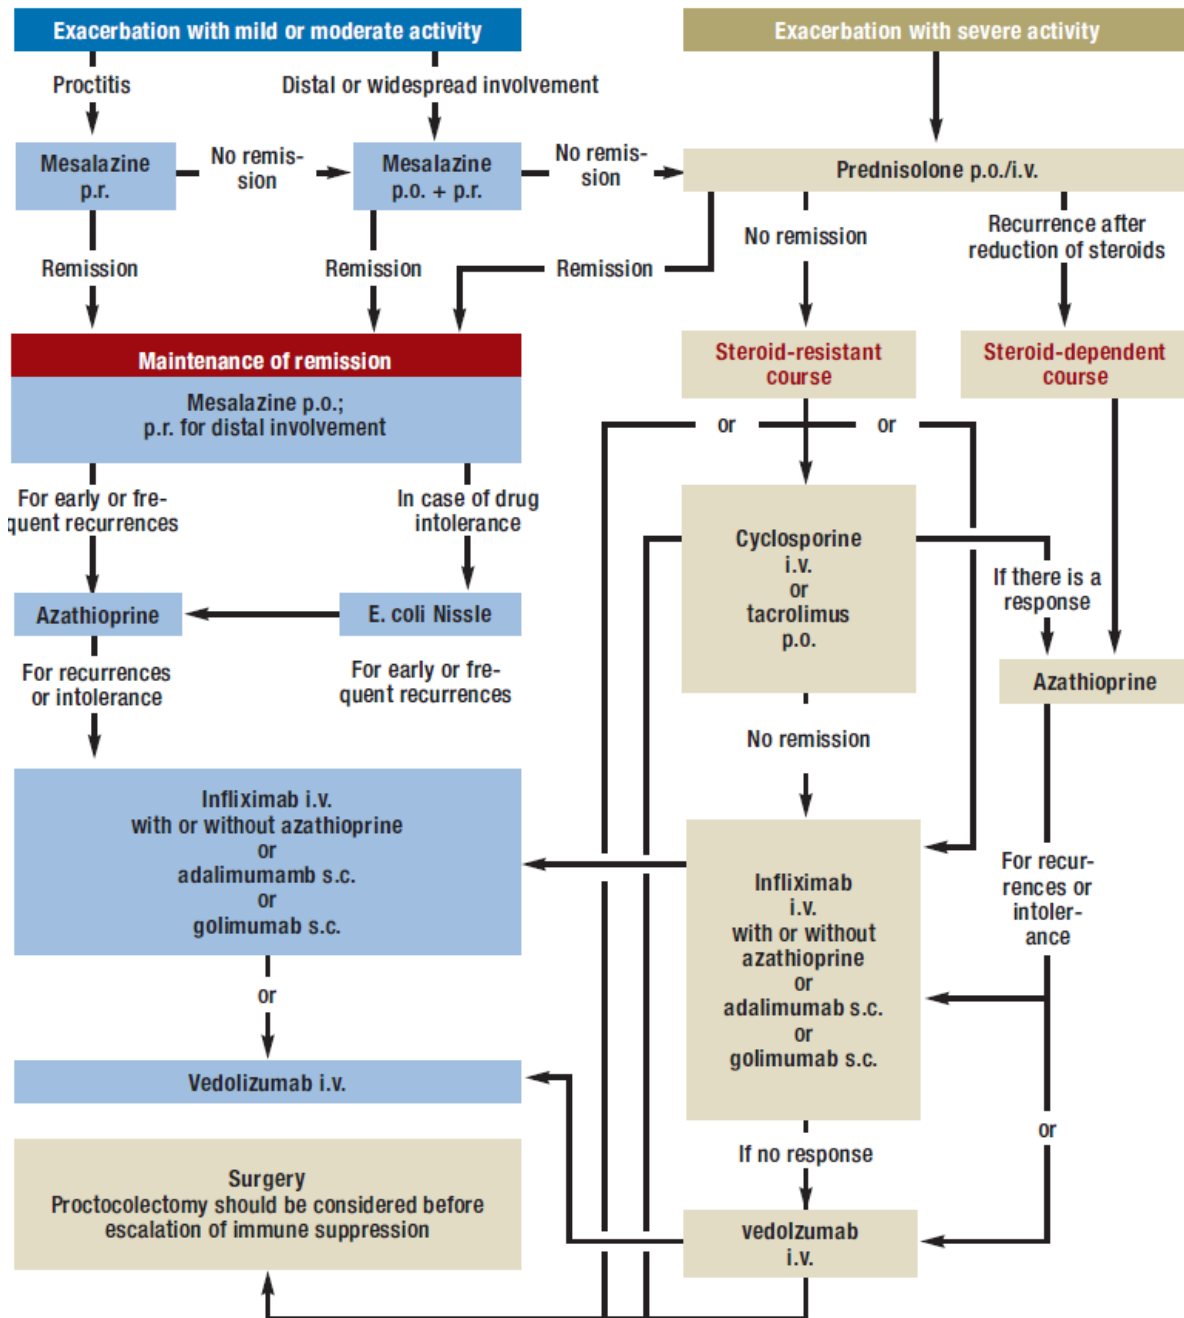 Exacerbation with mild or moderate activity
Exacerbation with severe activity
Proctitis
Distal or widespread involvement
Mesalazine
p.r.
No remis-
sion
Mesalazine
p.o. + p.r.
No remis-
sion
Prednisolone p.o./i.v.
Remission
Remission
Remission
No remission
Recurrence after
reduction of steroids
Maintenance of remission
Mesalazine p.o.;
p.r. for distal involvement
Steroid-resistant
course
Steroid-dependent
course
or
or
For early or fre-
quent recurrences
In case of drug
intolerance
Cyclosporine
i.v.
or
tacrolimus
p.o.
If there is a
response
Azathioprine
E. coli Nissle
For recurrences
or intolerance
For early or fre-
quent recurrences
Azathioprine
No remission
Infliximab i.v.
with or without azathioprine
or
adalimumamb s.c.
or
golimumab s.c.
Infliximab
i.v.
with or without
azathioprine
or
adalimumab s.c.
or
golimumab s.c.
For recur-
rences or
intoler-
ance
or
Vedolizumab i.v.
or
If no response
Surgery
Proctocolectomy should be considered before
escalation of immune suppression
vedolzumab
i.v.